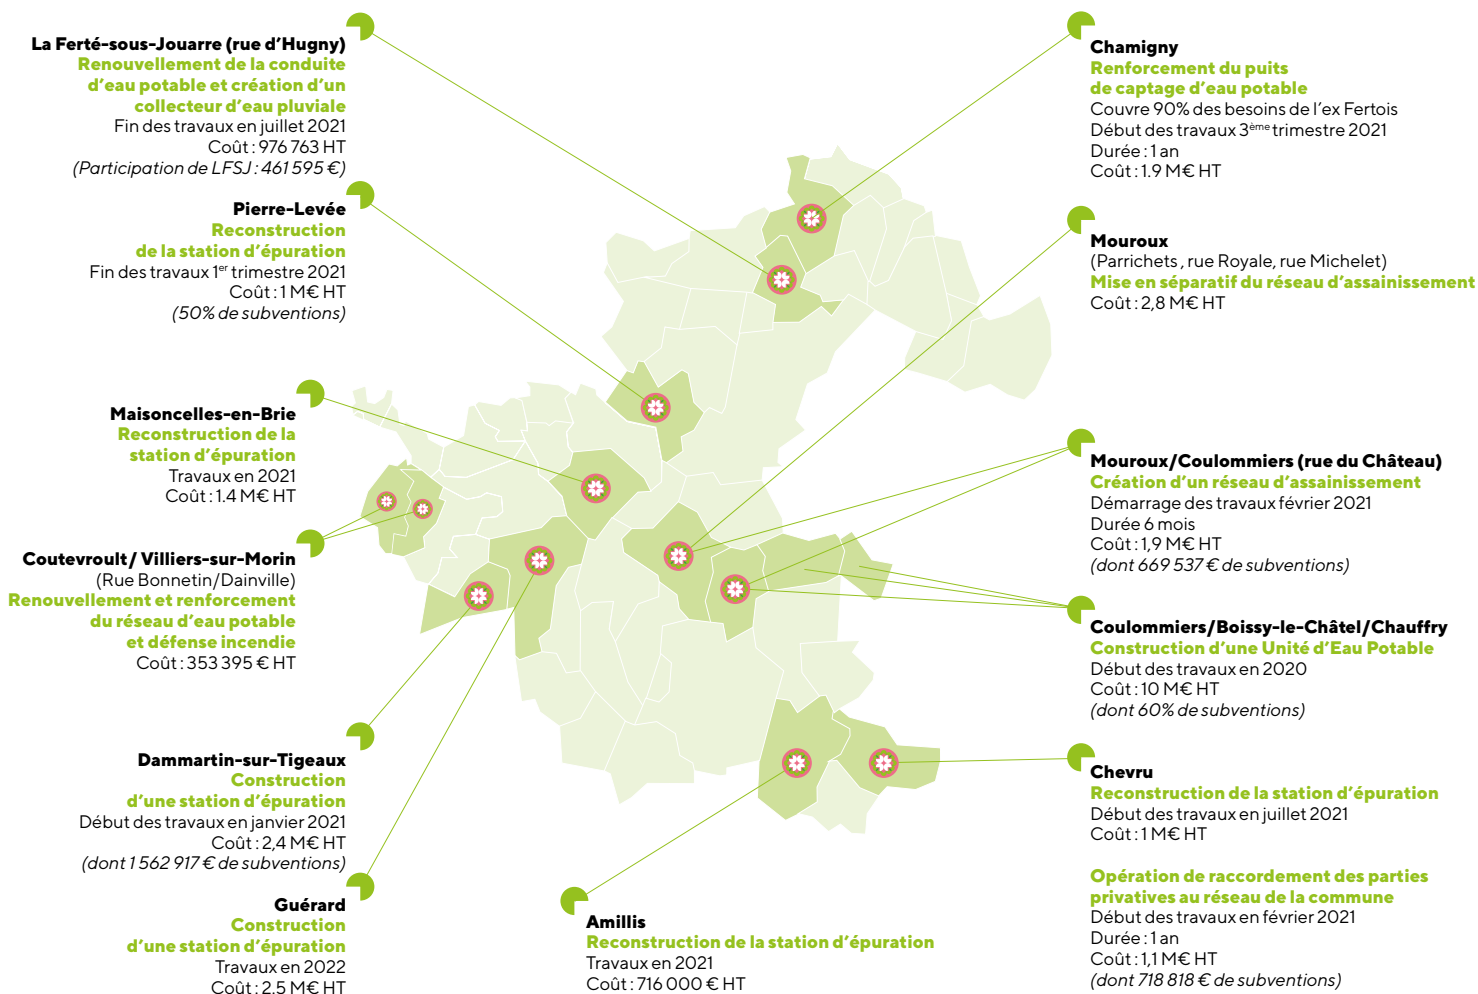 La Ferté-sous-Jouarre (rue d'Hugny)
Renouvellement de la conduite
d'eau potable et création d'un
collecteur d'eau pluviale
Fin des travaux en juillet 2021
Coût : 976 763 HT
(Participation de LFSJ : 461 595 €)
Pierre-Levée
Reconstruction
de la station d'épuration
Fin des travaux 1er trimestre 2021
Coût : 1 M€ HT
(50% de subventions)
Maisoncelles-en-Brie
Reconstruction de la
station d'épuration
Travaux en 2021
Coût : 1.4 M€ HT
Coutevroult / Villiers-sur-Morin
(Rue Bonnetin/Dainville)
Renouvellement et renforcement
du réseau d'eau potable
et défense incendie
Coût : 353 395 € HT
Dammartin-sur-Tigeaux
Construction
d'une station d'épuration
Début des travaux en janvier 2021
Coût : 2,4 M€ HT
(dont 1 562 917 € de subventions)
Guérard
Construction
d'une station d'épuration
Travaux en 2022
Coût : 2.5 M€ HT
Amillis
Reconstruction de la station d'épuration
Travaux en 2021
Coût : 716 000 € HT
Chamigny
Renforcement du puits
de captage d'eau potable
Couvre 90% des besoins de l'ex Fertois
Début des travaux 3ème trimestre 2021
Durée : 1 an
Coût : 1.9 M€ HT
Mouroux
(Parrichets , rue Royale, rue Michelet)
Mise en séparatif du réseau d'assainissement
Coût : 2,8 M€ HT
Mouroux/Coulommiers (rue du Château)
Création d'un réseau d'assainissement
Démarrage des travaux février 2021
Durée 6 mois
Coût : 1,9 M€ HT
(dont 669 537 € de subventions)
Coulommiers/Boissy-le-Châtel/Chauffry
Construction d'une Unité d'Eau Potable
Début des travaux en 2020
Coût : 10 M€ HT
(dont 60% de subventions)
Chevru
Reconstruction de la station d'épuration
Début des travaux en juillet 2021
Coût : 1 M€ HT
Opération de raccordement des parties
privatives au réseau de la commune
Début des travaux en février 2021
Durée : 1 an
Coût : 1,1 M€ HT
(dont 718 818 € de subventions)